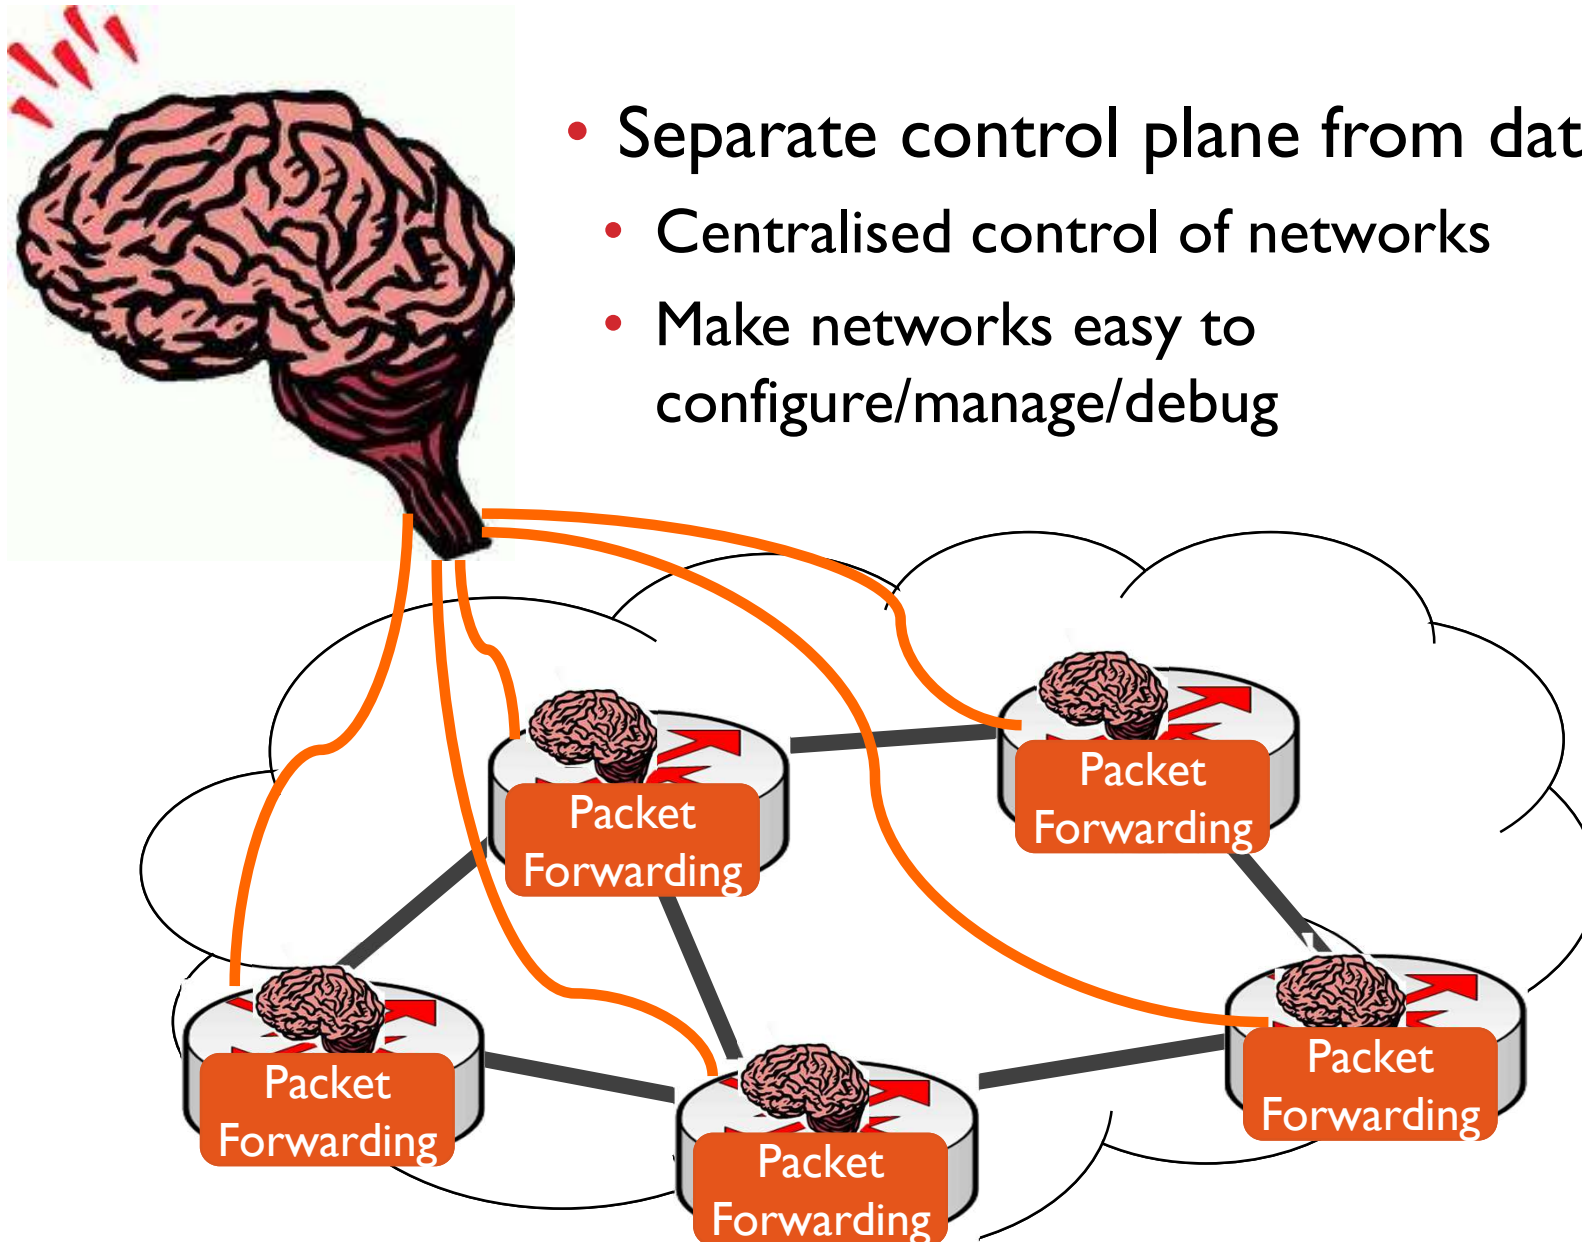 • Separate control plane from dat
• Centralised control of networks
• Make networks easy to
configure/manage/debug
Packet
Forwarding
Packet
Forwarding
Packet
Forwarding
Packet
Forwarding
Packet
Forwarding